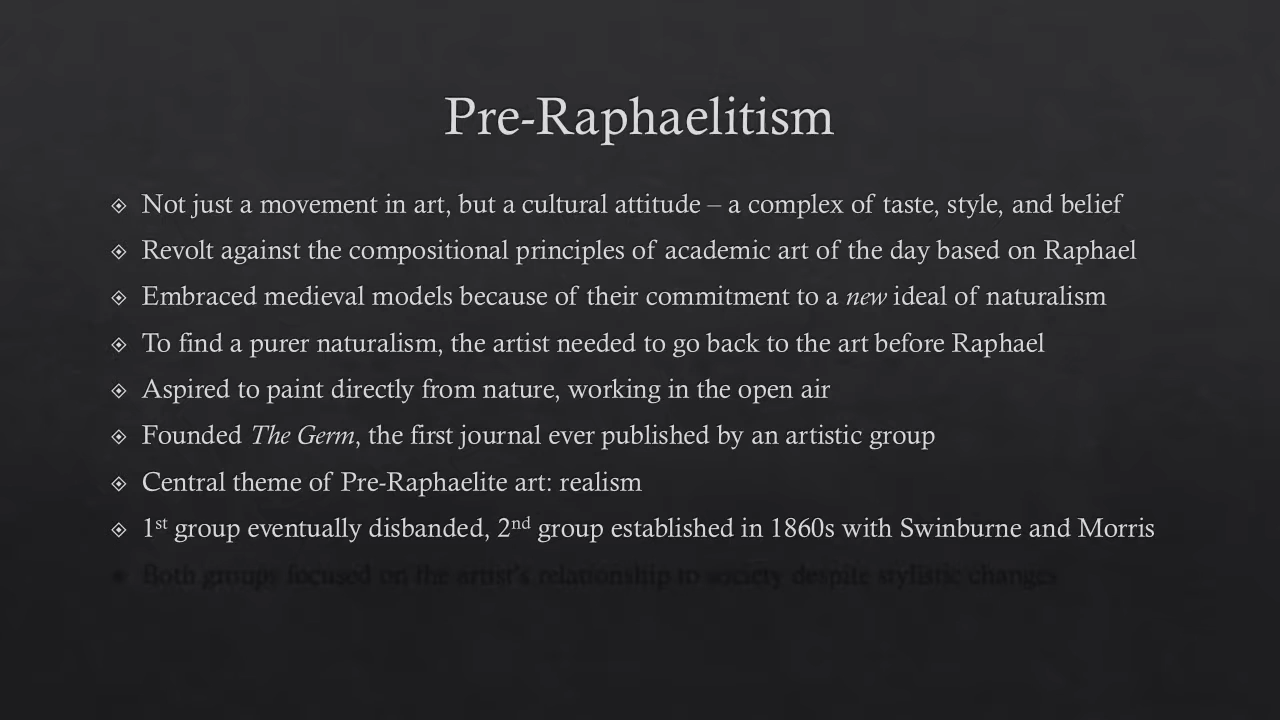 Pre-Raphaelitism
Not just a movement in art, but a cultural attitude – a complex of taste, style, and belief
Revolt against the compositional principles of academic art of the day based on Raphael
Embraced medieval models because of their commitment to a new ideal of naturalism
To find a purer naturalism, the artist needed to go back to the art before Raphael
Aspired to paint directly from nature, working in the open air
Founded The Germ, the first journal ever published by an artistic group
Central theme of Pre-Raphaelite art: realism
1st group eventually disbanded, 2nd group established in 1860s with Swinburne and Morris
Both groups focused on the artist's relationship to society despite stylistic changes